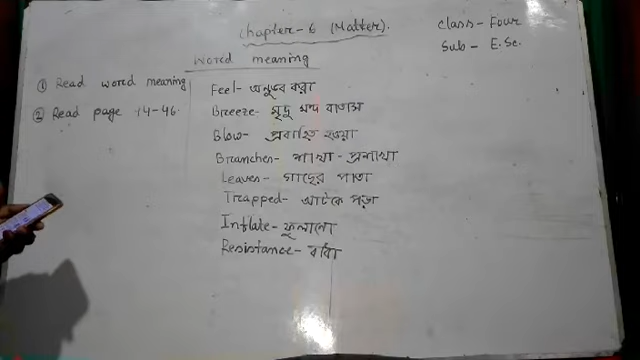 Chapter-6 (Matter).
Class- Four
Sub - E.Sc.
Word meaning
① Read word meaning
② Read page 44-46.
Feel- অনুভব করা
Breeze- মৃদু মন্দ বাতাস
Blow- প্রবাহিত হওয়া
Branches- শাখা - প্রশাখা
Leaves- গাছের পাতা
Trapped- আটকে পড়া
Inflate- ফুলানো
Resistance- বাধাঁ